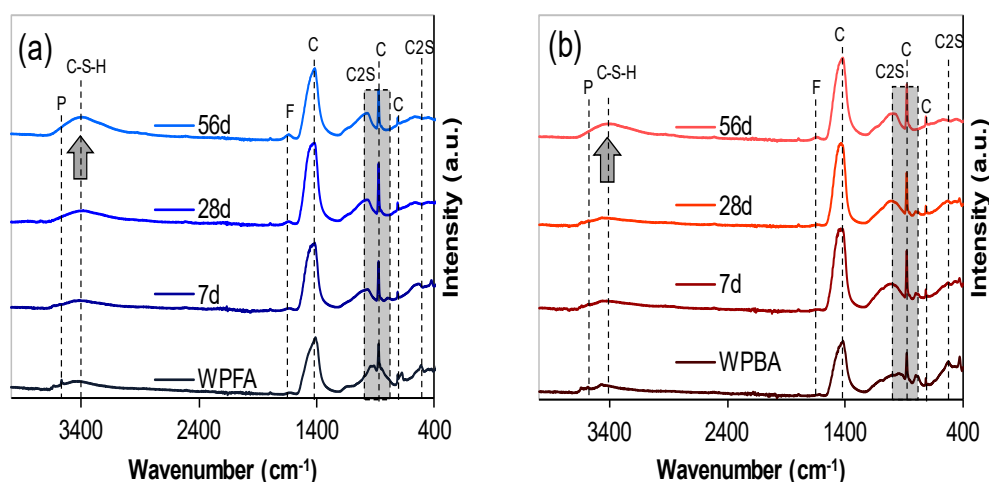 (a)
C
C
C2S
C-S-H
C2S
P
F
C
56d
28d
7d
WPFA
3400 2400 1400 400
Wavenumber (cm-1)
Intensity (a.u.)
(b)
C
C
C2S
C2S
C-S-H
P
F
C
56d
28d
7d
WPBA
3400 2400 1400 400
Wavenumber (cm-1)
Intensity (a.u.)